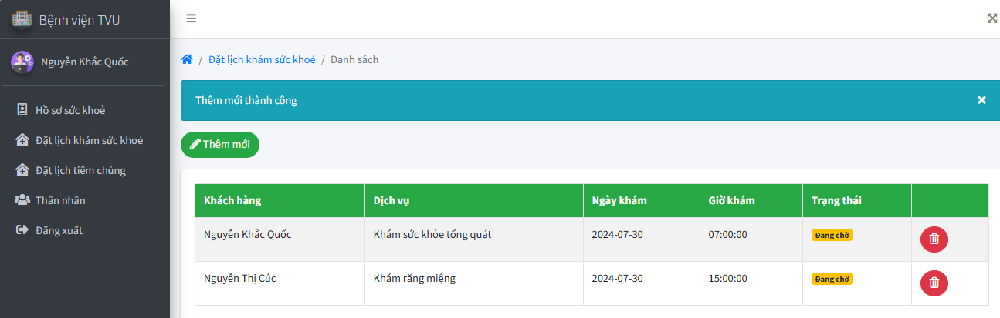 Bệnh viện TVU
Nguyễn Khắc Quốc
Hồ sơ sức khoẻ
Đặt lịch khám sức khoẻ
Đặt lịch tiêm chủng
Thân nhân
Đăng xuất
/ Đặt lịch khám sức khoẻ / Danh sách
Thêm mới thành công
Thêm mới
Khách hàng Dịch vụ Ngày khám Giờ khám Trạng thái
Nguyễn Khắc Quốc Khám sức khỏe tổng quát 2024-07-30 07:00:00 Đang chờ
Nguyễn Thị Cúc Khám răng miệng 2024-07-30 15:00:00 Đang chờ